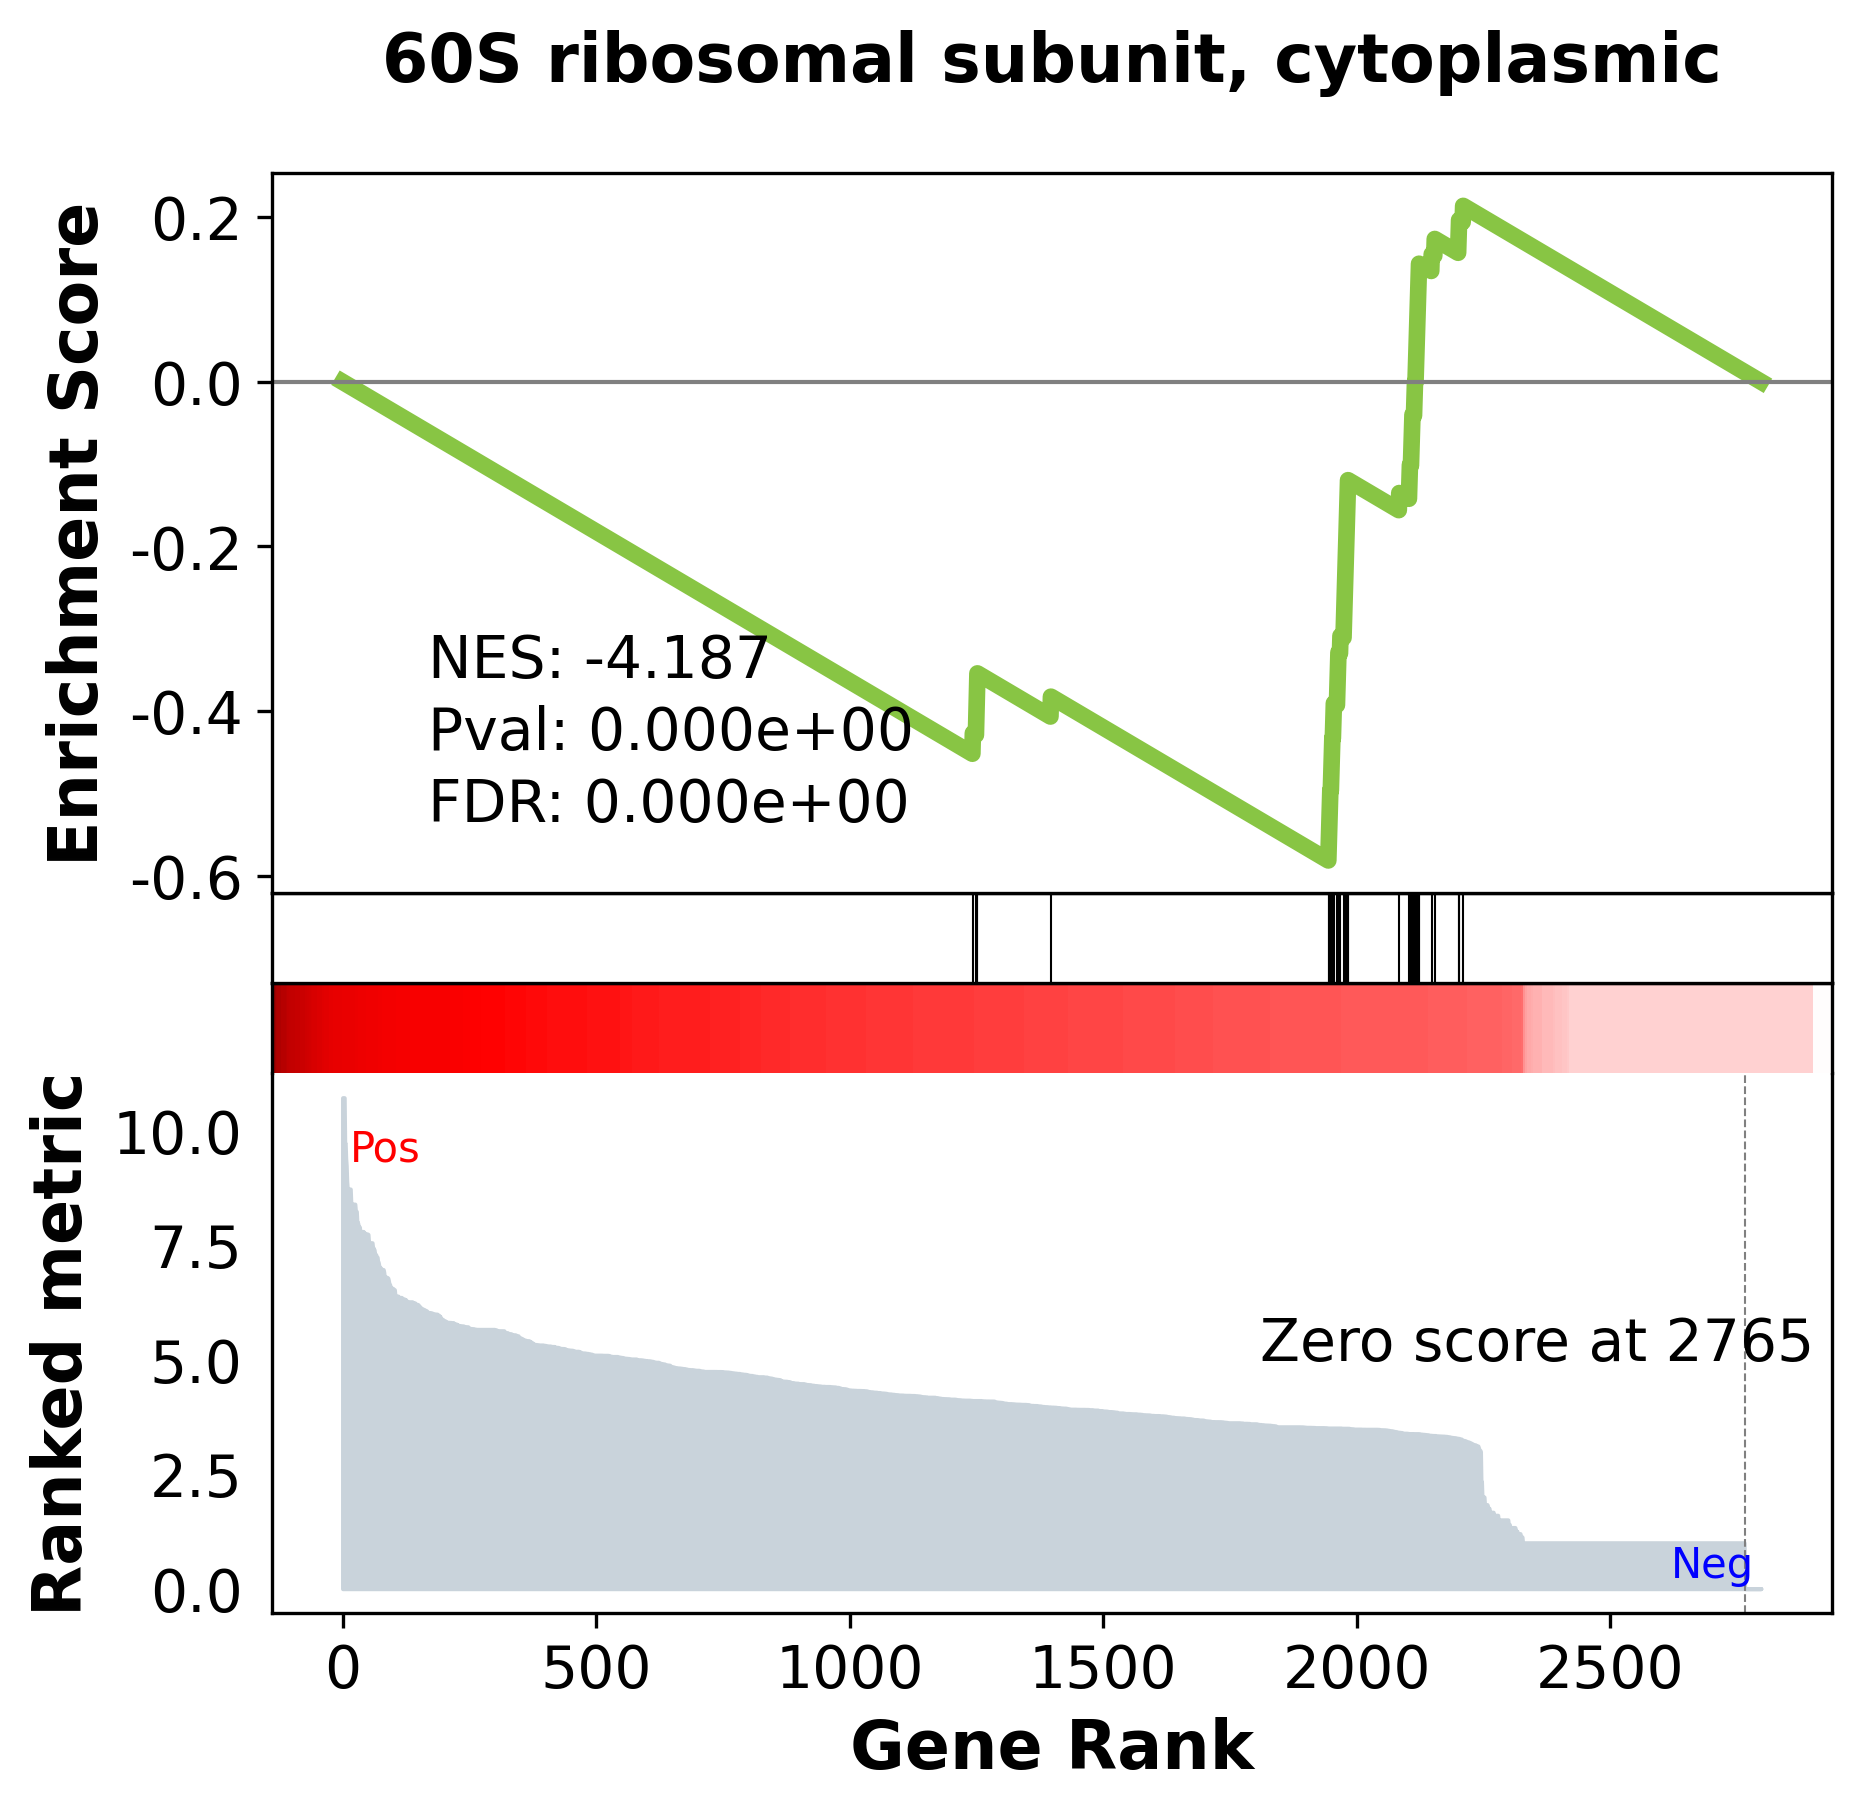 60S ribosomal subunit, cytoplasmic
Enrichment Score
0.2
0.0
-0.2
-0.4
-0.6
NES: -4.187
Pval: 0.000e+00
FDR: 0.000e+00
Ranked metric
10.0
7.5
5.0
2.5
0.0
Pos
Zero score at 2765
Neg
0 500 1000 1500 2000 2500
Gene Rank